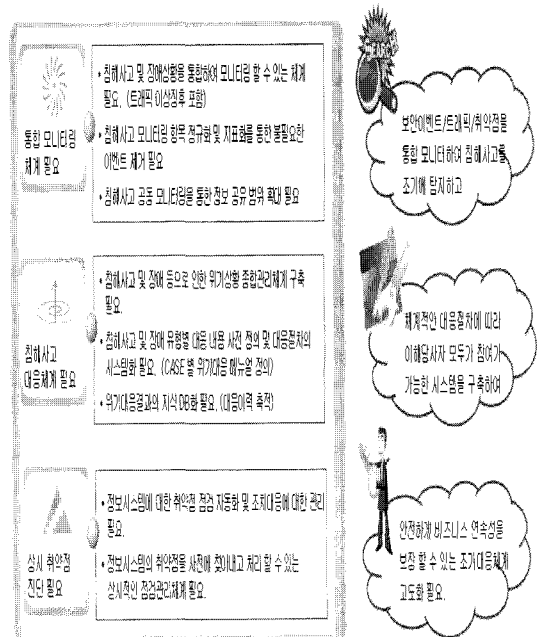 통합 모니터링
체계 필요
• 침해사고 및 장애상황을 통합하여 모니터링 할 수 있는 체계
필요. (트래픽 이상징후 포함)
• 침해사고 모니터링 항목 정규화 및 지표화를 통한 불필요한
이벤트 제거 필요
• 침해사고 공동 모니터링을 통한 정보 공유 범위 확대 필요
보안이벤트/트래픽/취약점을
통합 모니터하여 침해사고를
조기에 탐지하고
침해사고
대응체계 필요
• 침해사고 및 장애 등으로 인한 위기상황 종합관리체계 구축
필요.
• 침해사고 및 장애 유형별 대응 내용 사전 정의 및 대응절차의
시스템화 필요. (CASE 별 위기대응 메뉴얼 정의)
• 위기대응결과의 지식 DB화 필요. (대응이력 축적)
체계적인 대응절차에 따라
이해당사자 모두가 참여가
가능한 시스템을 구축하여
상시 취약점
진단 필요
• 정보시스템에 대한 취약점 점검 자동화 및 조치대응에 대한 관리
필요.
• 정보시스템의 취약점을 사전에 찾아내고 처리 할 수 있는
상시적인 점검관리체계 필요.
안전하게 비즈니스 연속성을
보장 할 수 있는 조기대응체계
고도화 필요.